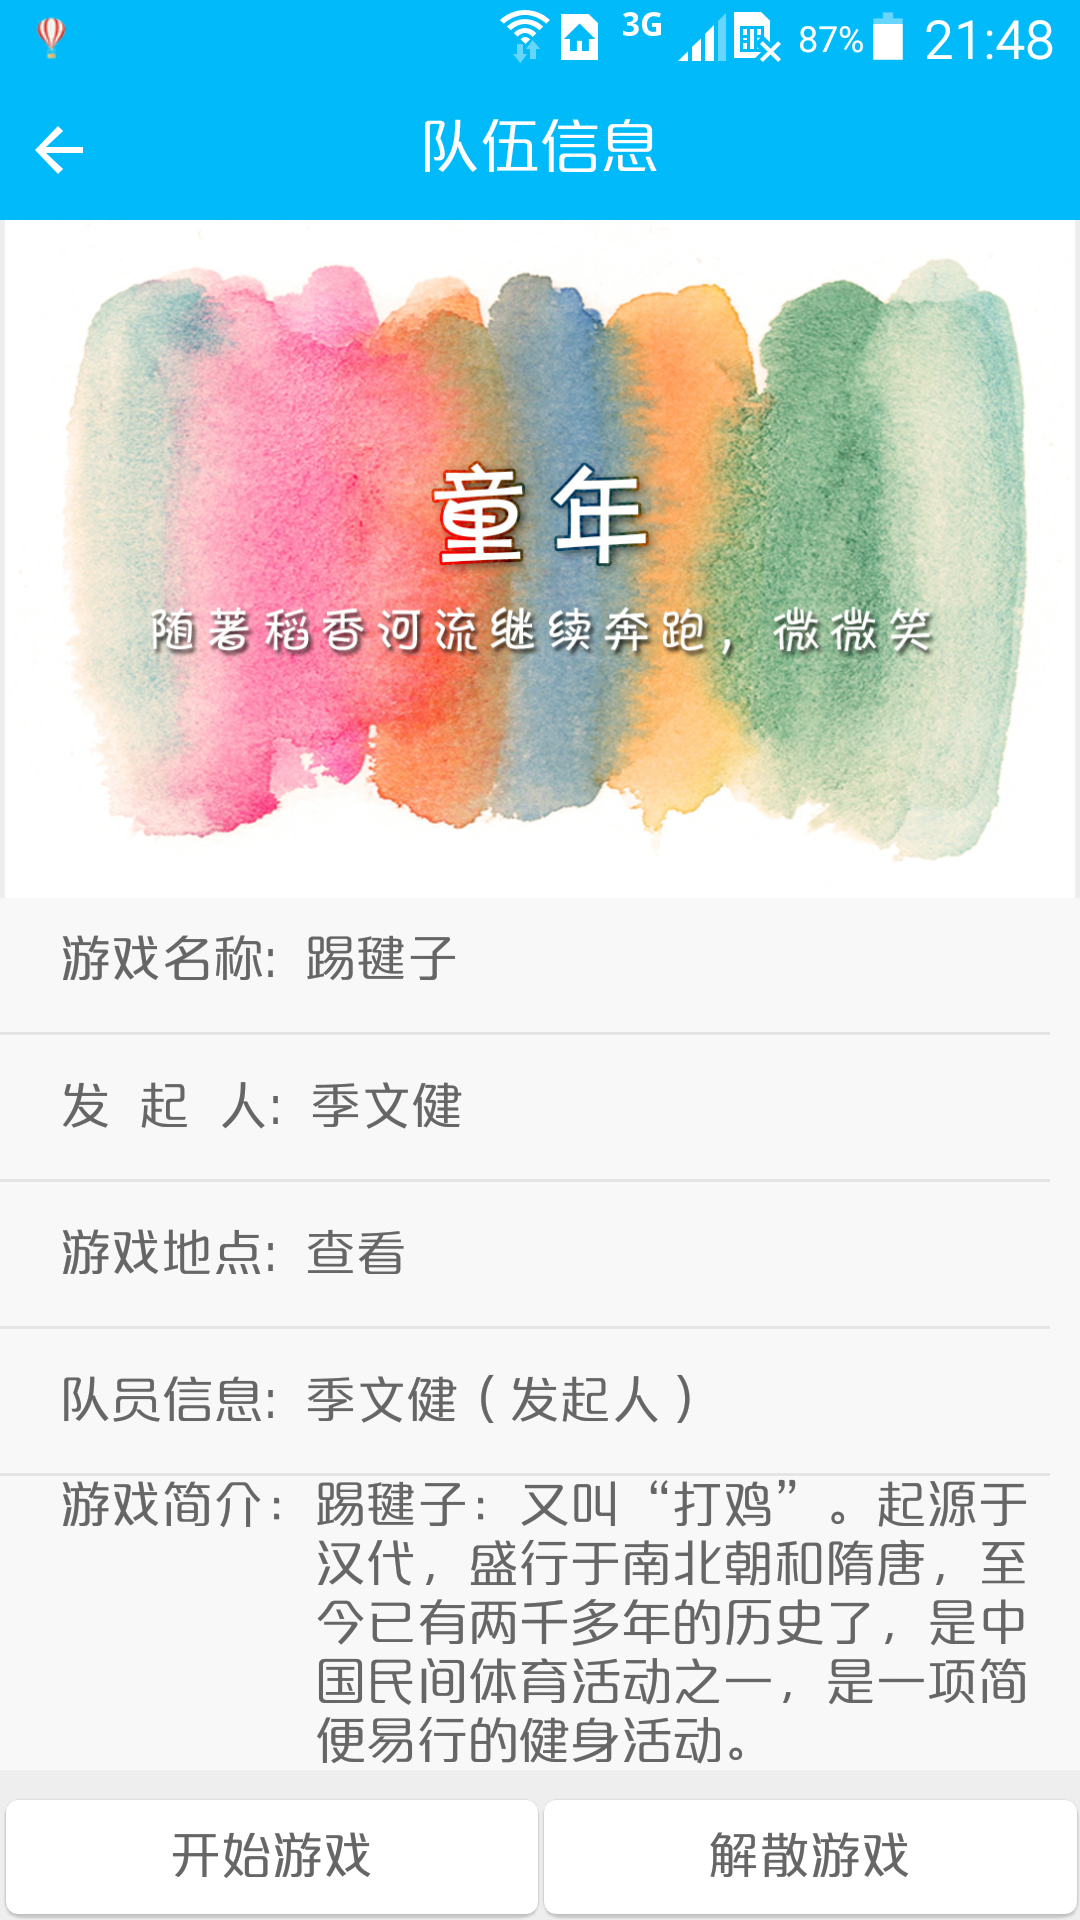 3G 87% 21:48
队伍信息
童年
随著稻香河流继续奔跑，微微笑
游戏名称: 踢毽子
发 起 人: 季文健
游戏地点: 查看
队员信息: 季文健（发起人）
游戏简介： 踢毽子：又叫“打鸡”。起源于
汉代，盛行于南北朝和隋唐，至
今已有两千多年的历史了，是中
国民间体育活动之一，是一项简
便易行的健身活动。
开始游戏 解散游戏